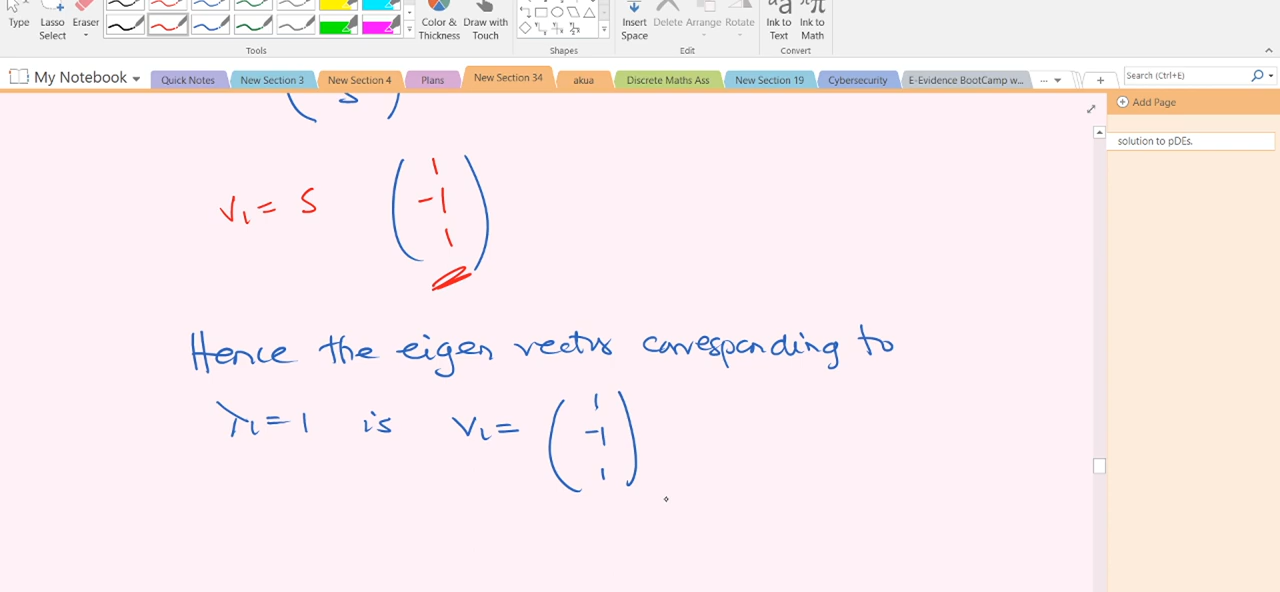 Type
Lasso
Select
Eraser
Color &
Thickness
Draw with
Touch
Insert
Space
Delete
Arrange
Rotate
Ink to
Text
Ink to
Math
Tools
Shapes
Edit
Convert
My Notebook
Quick Notes
New Section 3
New Section 4
Plans
New Section 34
akua
Discrete Maths Ass
New Section 19
Cybersecurity
E-Evidence BootCamp w...
...
+
Search (Ctrl+E)
Add Page
solution to pDEs.
s
1
v₁ = s -1
1
Hence the eigen vector corresponding to
1
λ₁ = 1 is v₁ = -1
1